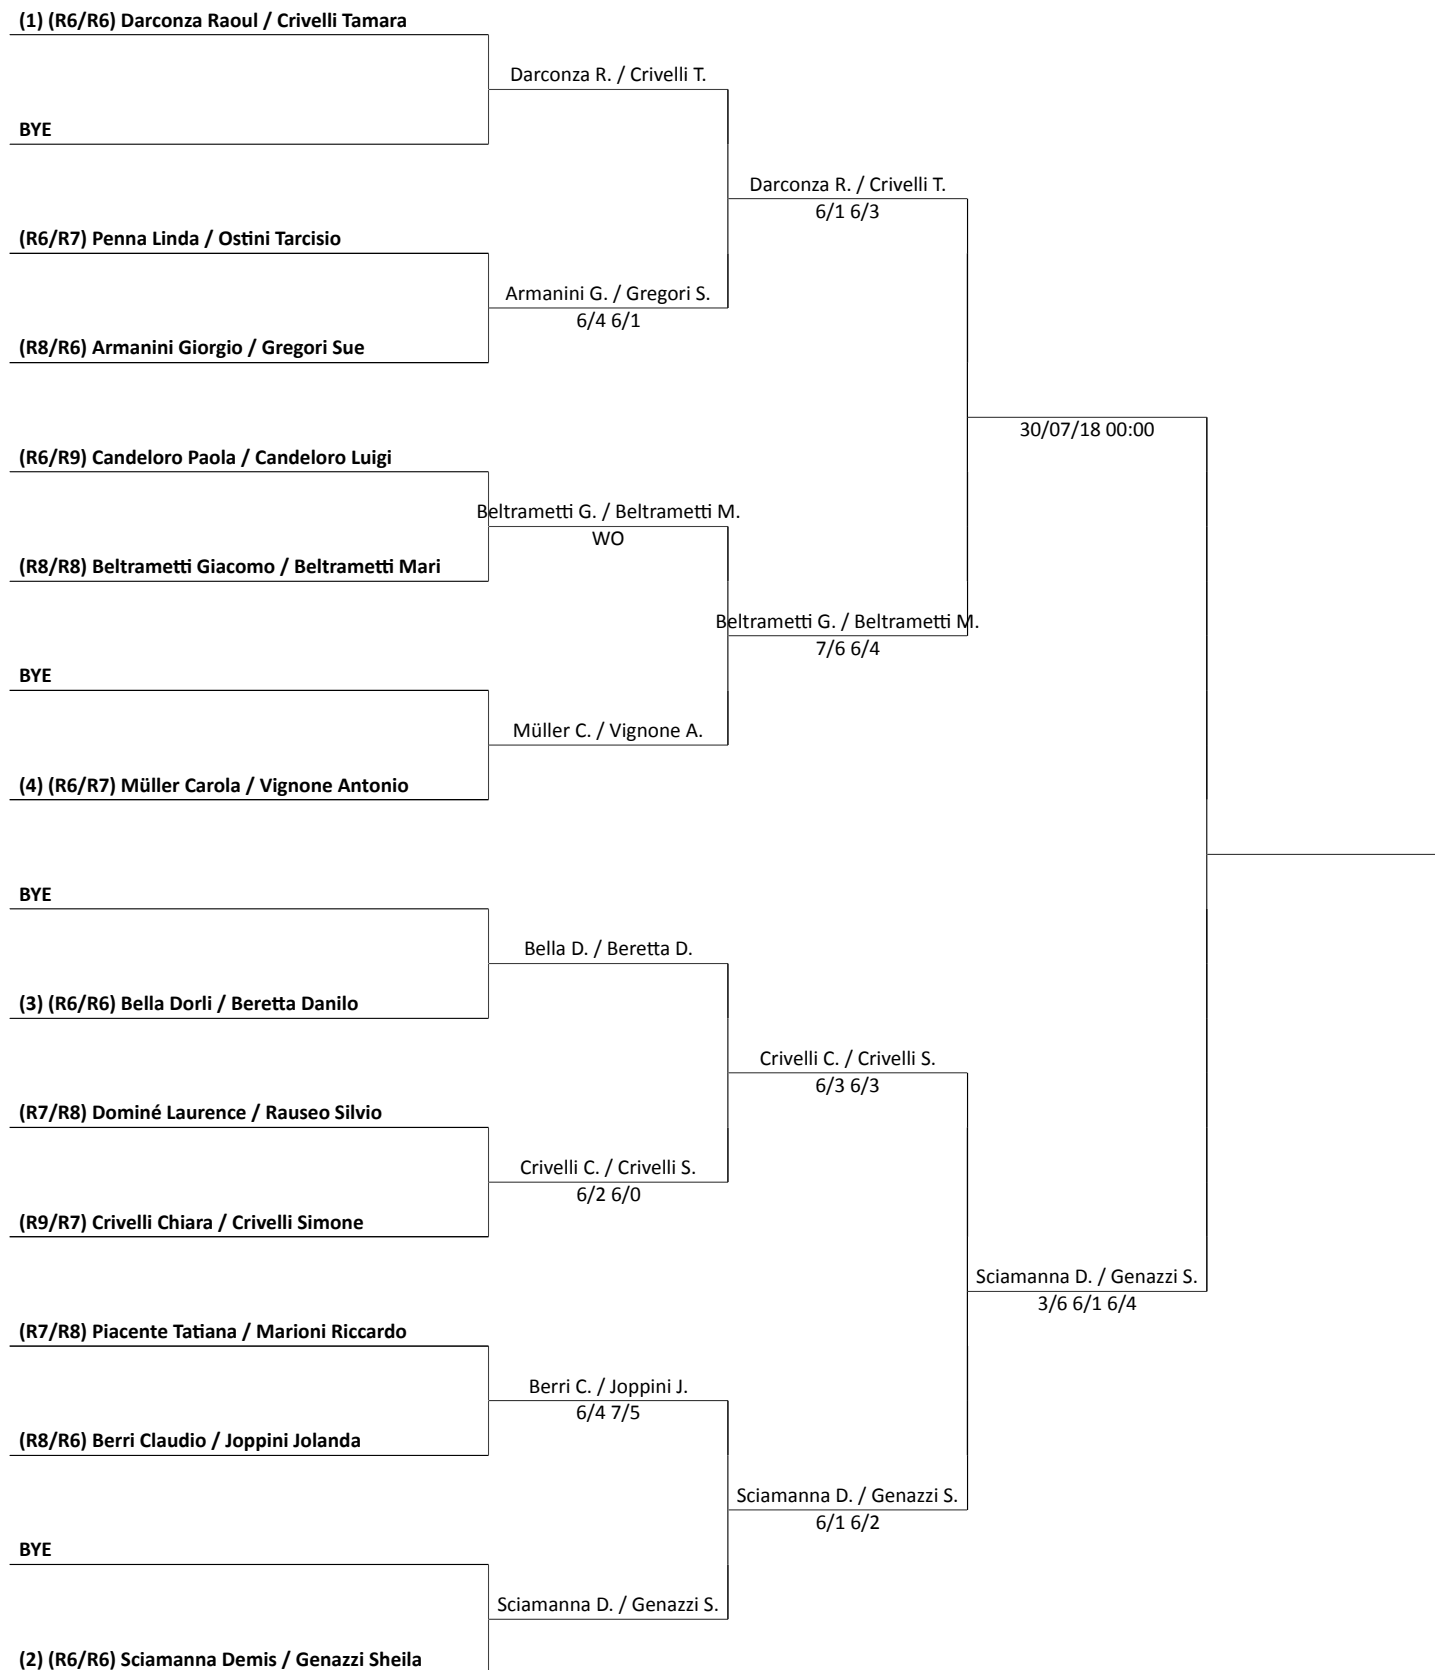 (1) (R6/R6) Darconza Raoul / Crivelli Tamara
Darconza R. / Crivelli T.
BYE
Darconza R. / Crivelli T.
6/1 6/3
(R6/R7) Penna Linda / Ostini Tarcisio
Armanini G. / Gregori S.
6/4 6/1
(R8/R6) Armanini Giorgio / Gregori Sue
30/07/18 00:00
(R6/R9) Candeloro Paola / Candeloro Luigi
Beltrametti G. / Beltrametti M.
WO
(R8/R8) Beltrametti Giacomo / Beltrametti Mari
Beltrametti G. / Beltrametti M.
7/6 6/4
BYE
Müller C. / Vignone A.
(4) (R6/R7) Müller Carola / Vignone Antonio
BYE
Bella D. / Beretta D.
(3) (R6/R6) Bella Dorli / Beretta Danilo
Crivelli C. / Crivelli S.
6/3 6/3
(R7/R8) Dominé Laurence / Rauseo Silvio
Crivelli C. / Crivelli S.
6/2 6/0
(R9/R7) Crivelli Chiara / Crivelli Simone
Sciamanna D. / Genazzi S.
3/6 6/1 6/4
(R7/R8) Piacente Tatiana / Marioni Riccardo
Berri C. / Joppini J.
6/4 7/5
(R8/R6) Berri Claudio / Joppini Jolanda
Sciamanna D. / Genazzi S.
6/1 6/2
BYE
Sciamanna D. / Genazzi S.
(2) (R6/R6) Sciamanna Demis / Genazzi Sheila